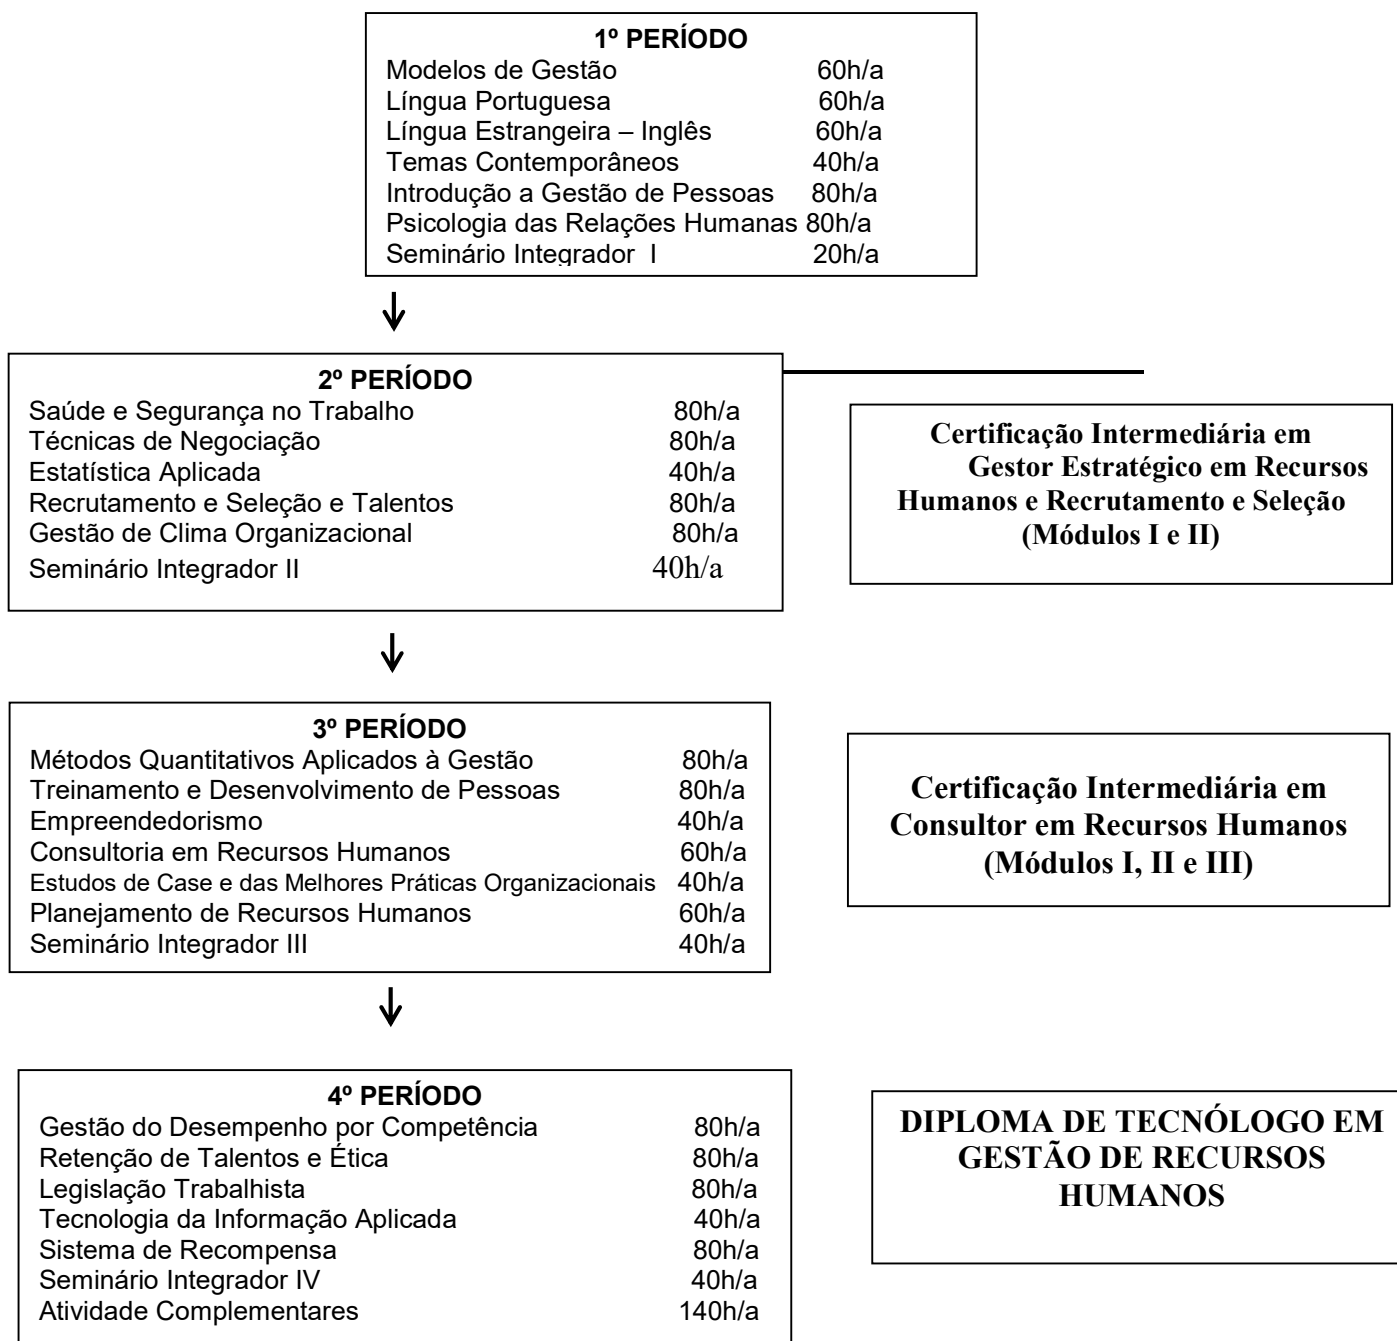 1º PERÍODO
Modelos de Gestão 60h/a
Língua Portuguesa 60h/a
Língua Estrangeira – Inglês 60h/a
Temas Contemporâneos 40h/a
Introdução a Gestão de Pessoas 80h/a
Psicologia das Relações Humanas 80h/a
Seminário Integrador I 20h/a
2º PERÍODO
Saúde e Segurança no Trabalho 80h/a
Técnicas de Negociação 80h/a
Estatística Aplicada 40h/a
Recrutamento e Seleção e Talentos 80h/a
Gestão de Clima Organizacional 80h/a
Seminário Integrador II 40h/a
Certificação Intermediária em
Gestor Estratégico em Recursos
Humanos e Recrutamento e Seleção
(Módulos I e II)
3º PERÍODO
Métodos Quantitativos Aplicados à Gestão 80h/a
Treinamento e Desenvolvimento de Pessoas 80h/a
Empreendedorismo 40h/a
Consultoria em Recursos Humanos 60h/a
Estudos de Case e das Melhores Práticas Organizacionais 40h/a
Planejamento de Recursos Humanos 60h/a
Seminário Integrador III 40h/a
Certificação Intermediária em
Consultor em Recursos Humanos
(Módulos I, II e III)
4º PERÍODO
Gestão do Desempenho por Competência 80h/a
Retenção de Talentos e Ética 80h/a
Legislação Trabalhista 80h/a
Tecnologia da Informação Aplicada 40h/a
Sistema de Recompensa 80h/a
Seminário Integrador IV 40h/a
Atividade Complementares 140h/a
DIPLOMA DE TECNÓLOGO EM
GESTÃO DE RECURSOS
HUMANOS